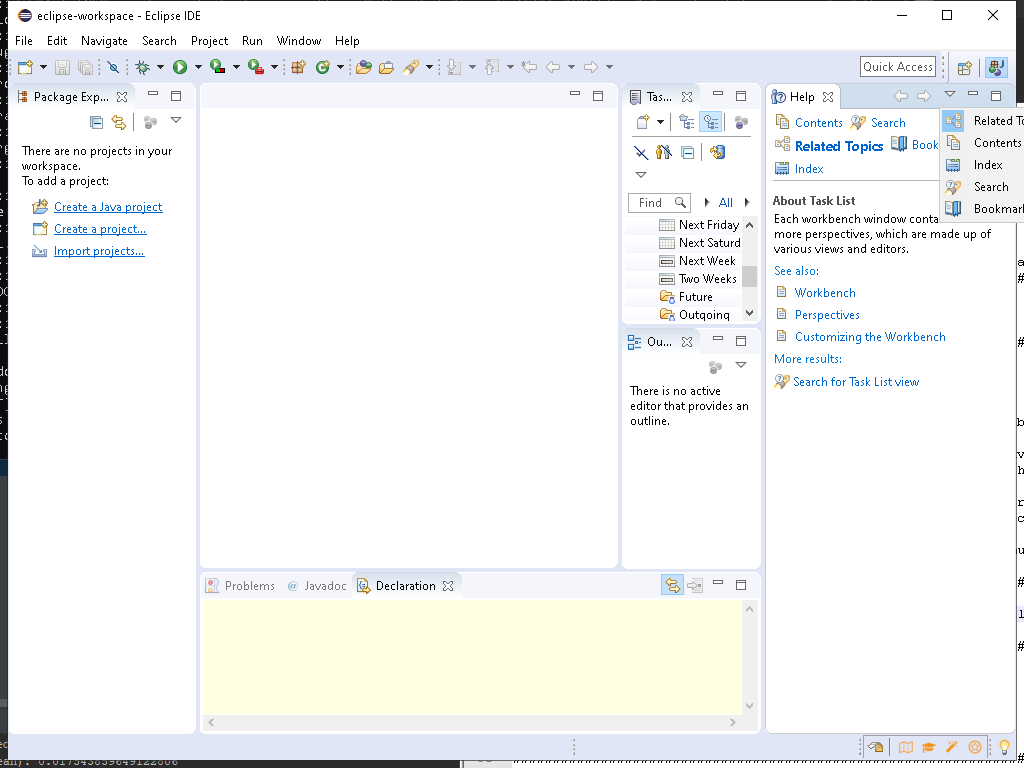 eclipse-workspace - Eclipse IDE
File Edit Navigate Search Project Run Window Help
Quick Access
Package Exp...
There are no projects in your
workspace.
To add a project:
Create a Java project
Create a project...
Import projects...
Tas...
Find
All
Next Friday
Next Saturd
Next Week
Two Weeks
Future
Outgoing
Ou...
There is no active
editor that provides an
outline.
Help
Contents Search
Related Topics Book
Index
Related To
Contents
Index
Search
Bookmark
About Task List
Each workbench window conta
more perspectives, which are made up of
various views and editors.
See also:
Workbench
Perspectives
Customizing the Workbench
More results:
Search for Task List view
Problems @ Javadoc Declaration